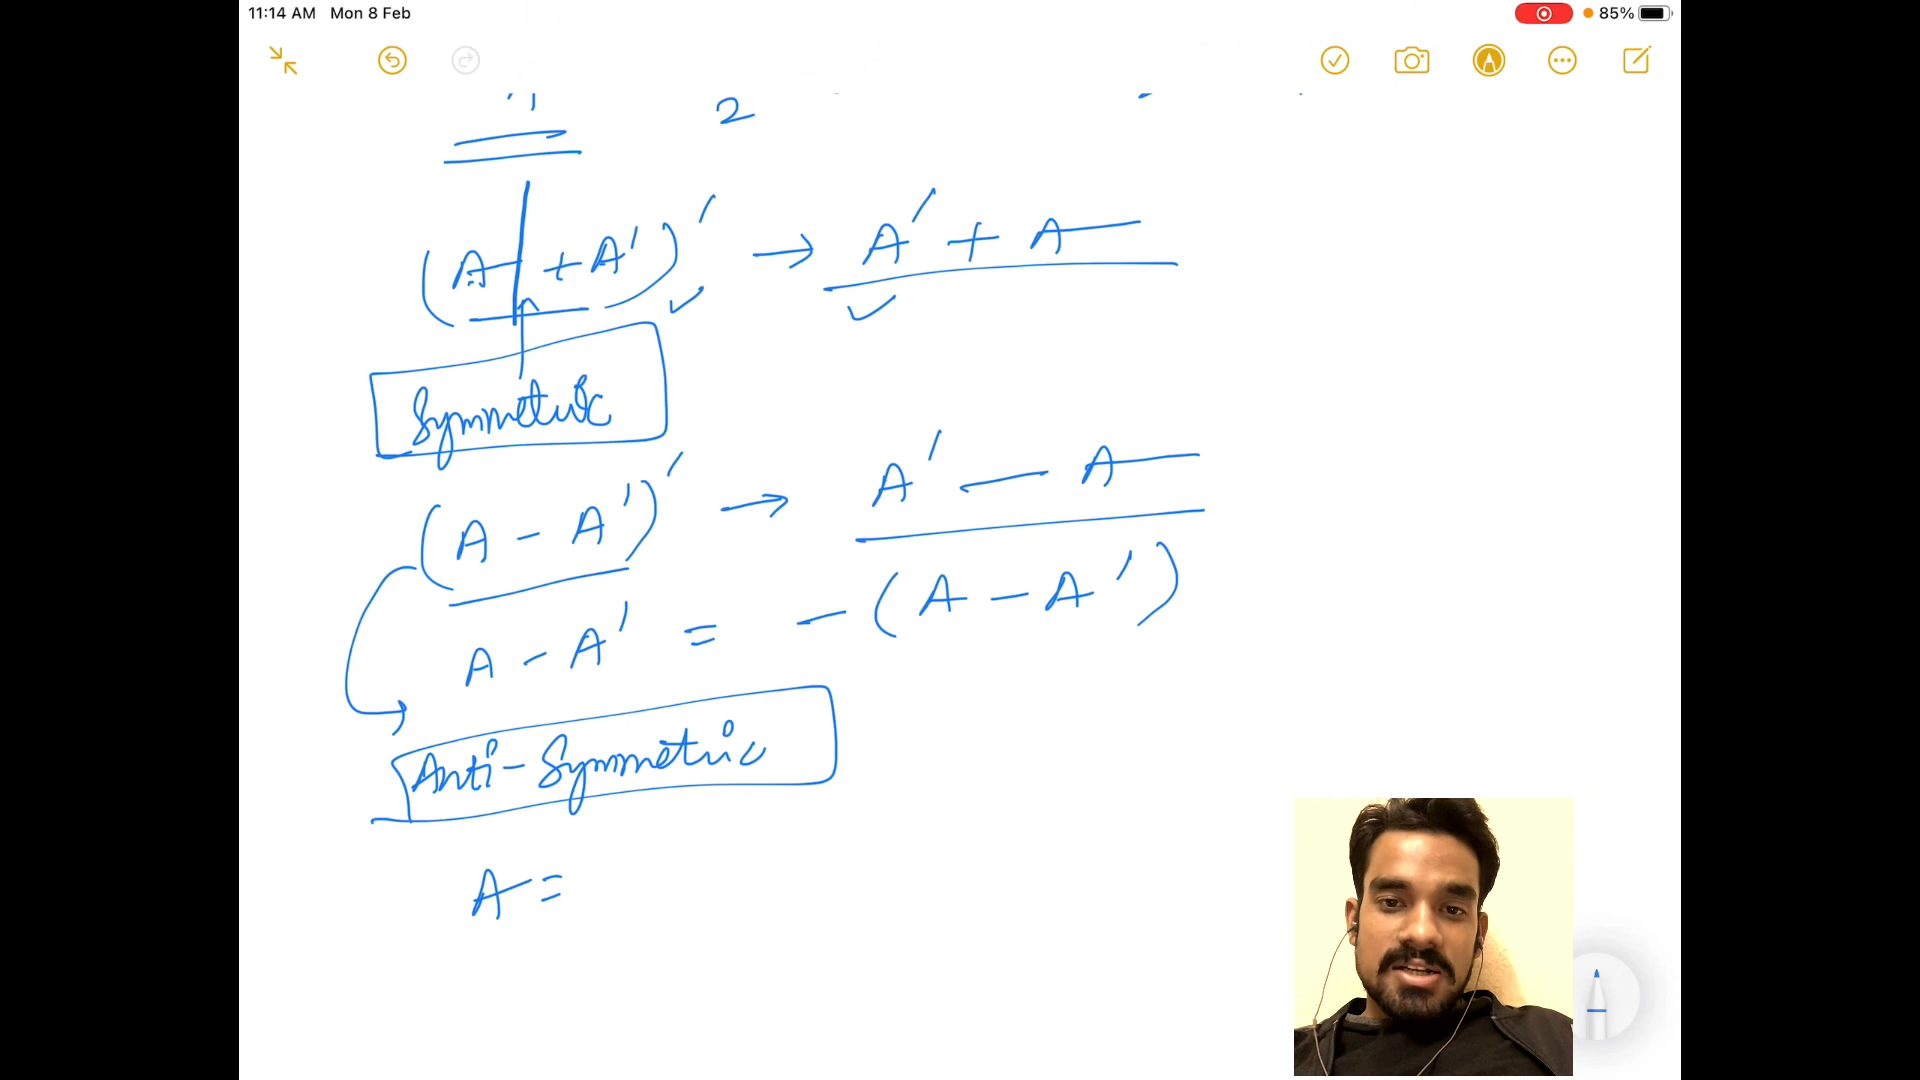 11:14 AM Mon 8 Feb 85%
2
(A + A')' → A' + A
Symmetric
(A - A')' → A' - A
A - A' = - (A - A')
Anti-Symmetric
A =